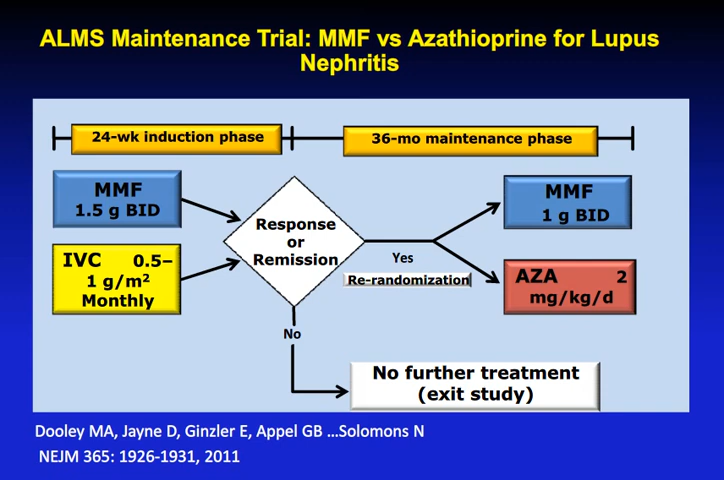 ALMS Maintenance Trial: MMF vs Azathioprine for Lupus
Nephritis
24-wk induction phase
36-mo maintenance phase
MMF
1.5 g BID
IVC 0.5–
1 g/m²
Monthly
Response
or
Remission
Yes
Re-randomization
No
MMF
1 g BID
AZA 2
mg/kg/d
No further treatment
(exit study)
Dooley MA, Jayne D, Ginzler E, Appel GB ...Solomons N
NEJM 365: 1926-1931, 2011